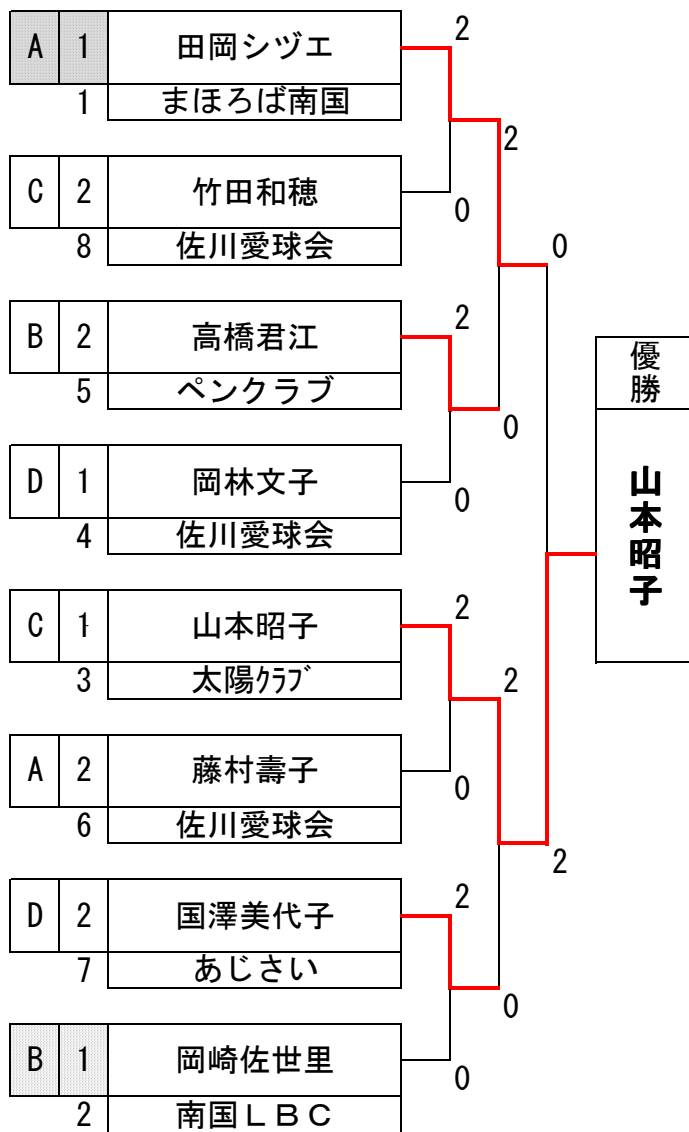 A 1 田岡シヅエ 2
1 まほろば南国
2
C 2 竹田和穂 0
8 佐川愛球会
0
B 2 高橋君江 2
5 ペンクラブ
0
D 1 岡林文子 0
4 佐川愛球会
優勝
山本昭子
C 1 山本昭子 2
3 太陽ｸﾗﾌﾞ
2
A 2 藤村壽子 0
6 佐川愛球会
2
D 2 国澤美代子 2
7 あじさい
0
B 1 岡崎佐世里 0
2 南国ＬＢＣ